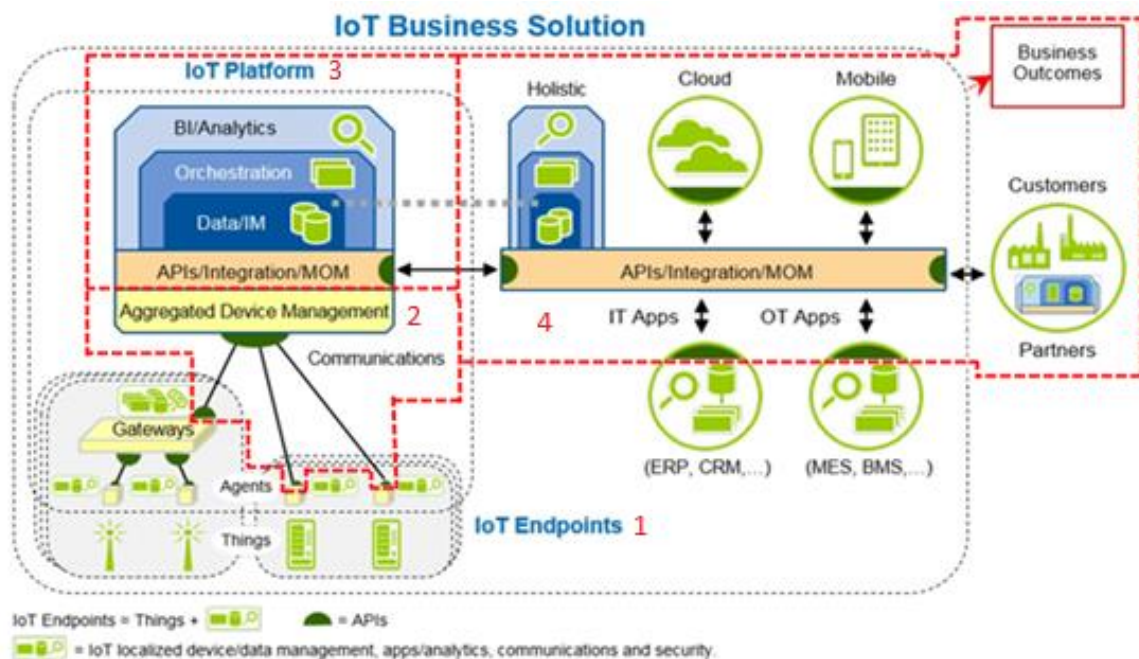 IoT Business Solution
IoT Platform 3
Business
Outcomes
Holistic
Cloud
Mobile
BI/Analytics
Orchestration
Data/IM
Customers
APIs/Integration/MOM
APIs/Integration/MOM
Aggregated Device Management 2
4
IT Apps
OT Apps
Partners
Communications
Gateways
(ERP, CRM,...)
(MES, BMS,...)
Agents
IoT Endpoints 1
Things
IoT Endpoints = Things + = APIs
= IoT localized device/data management, apps/analytics, communications and security.